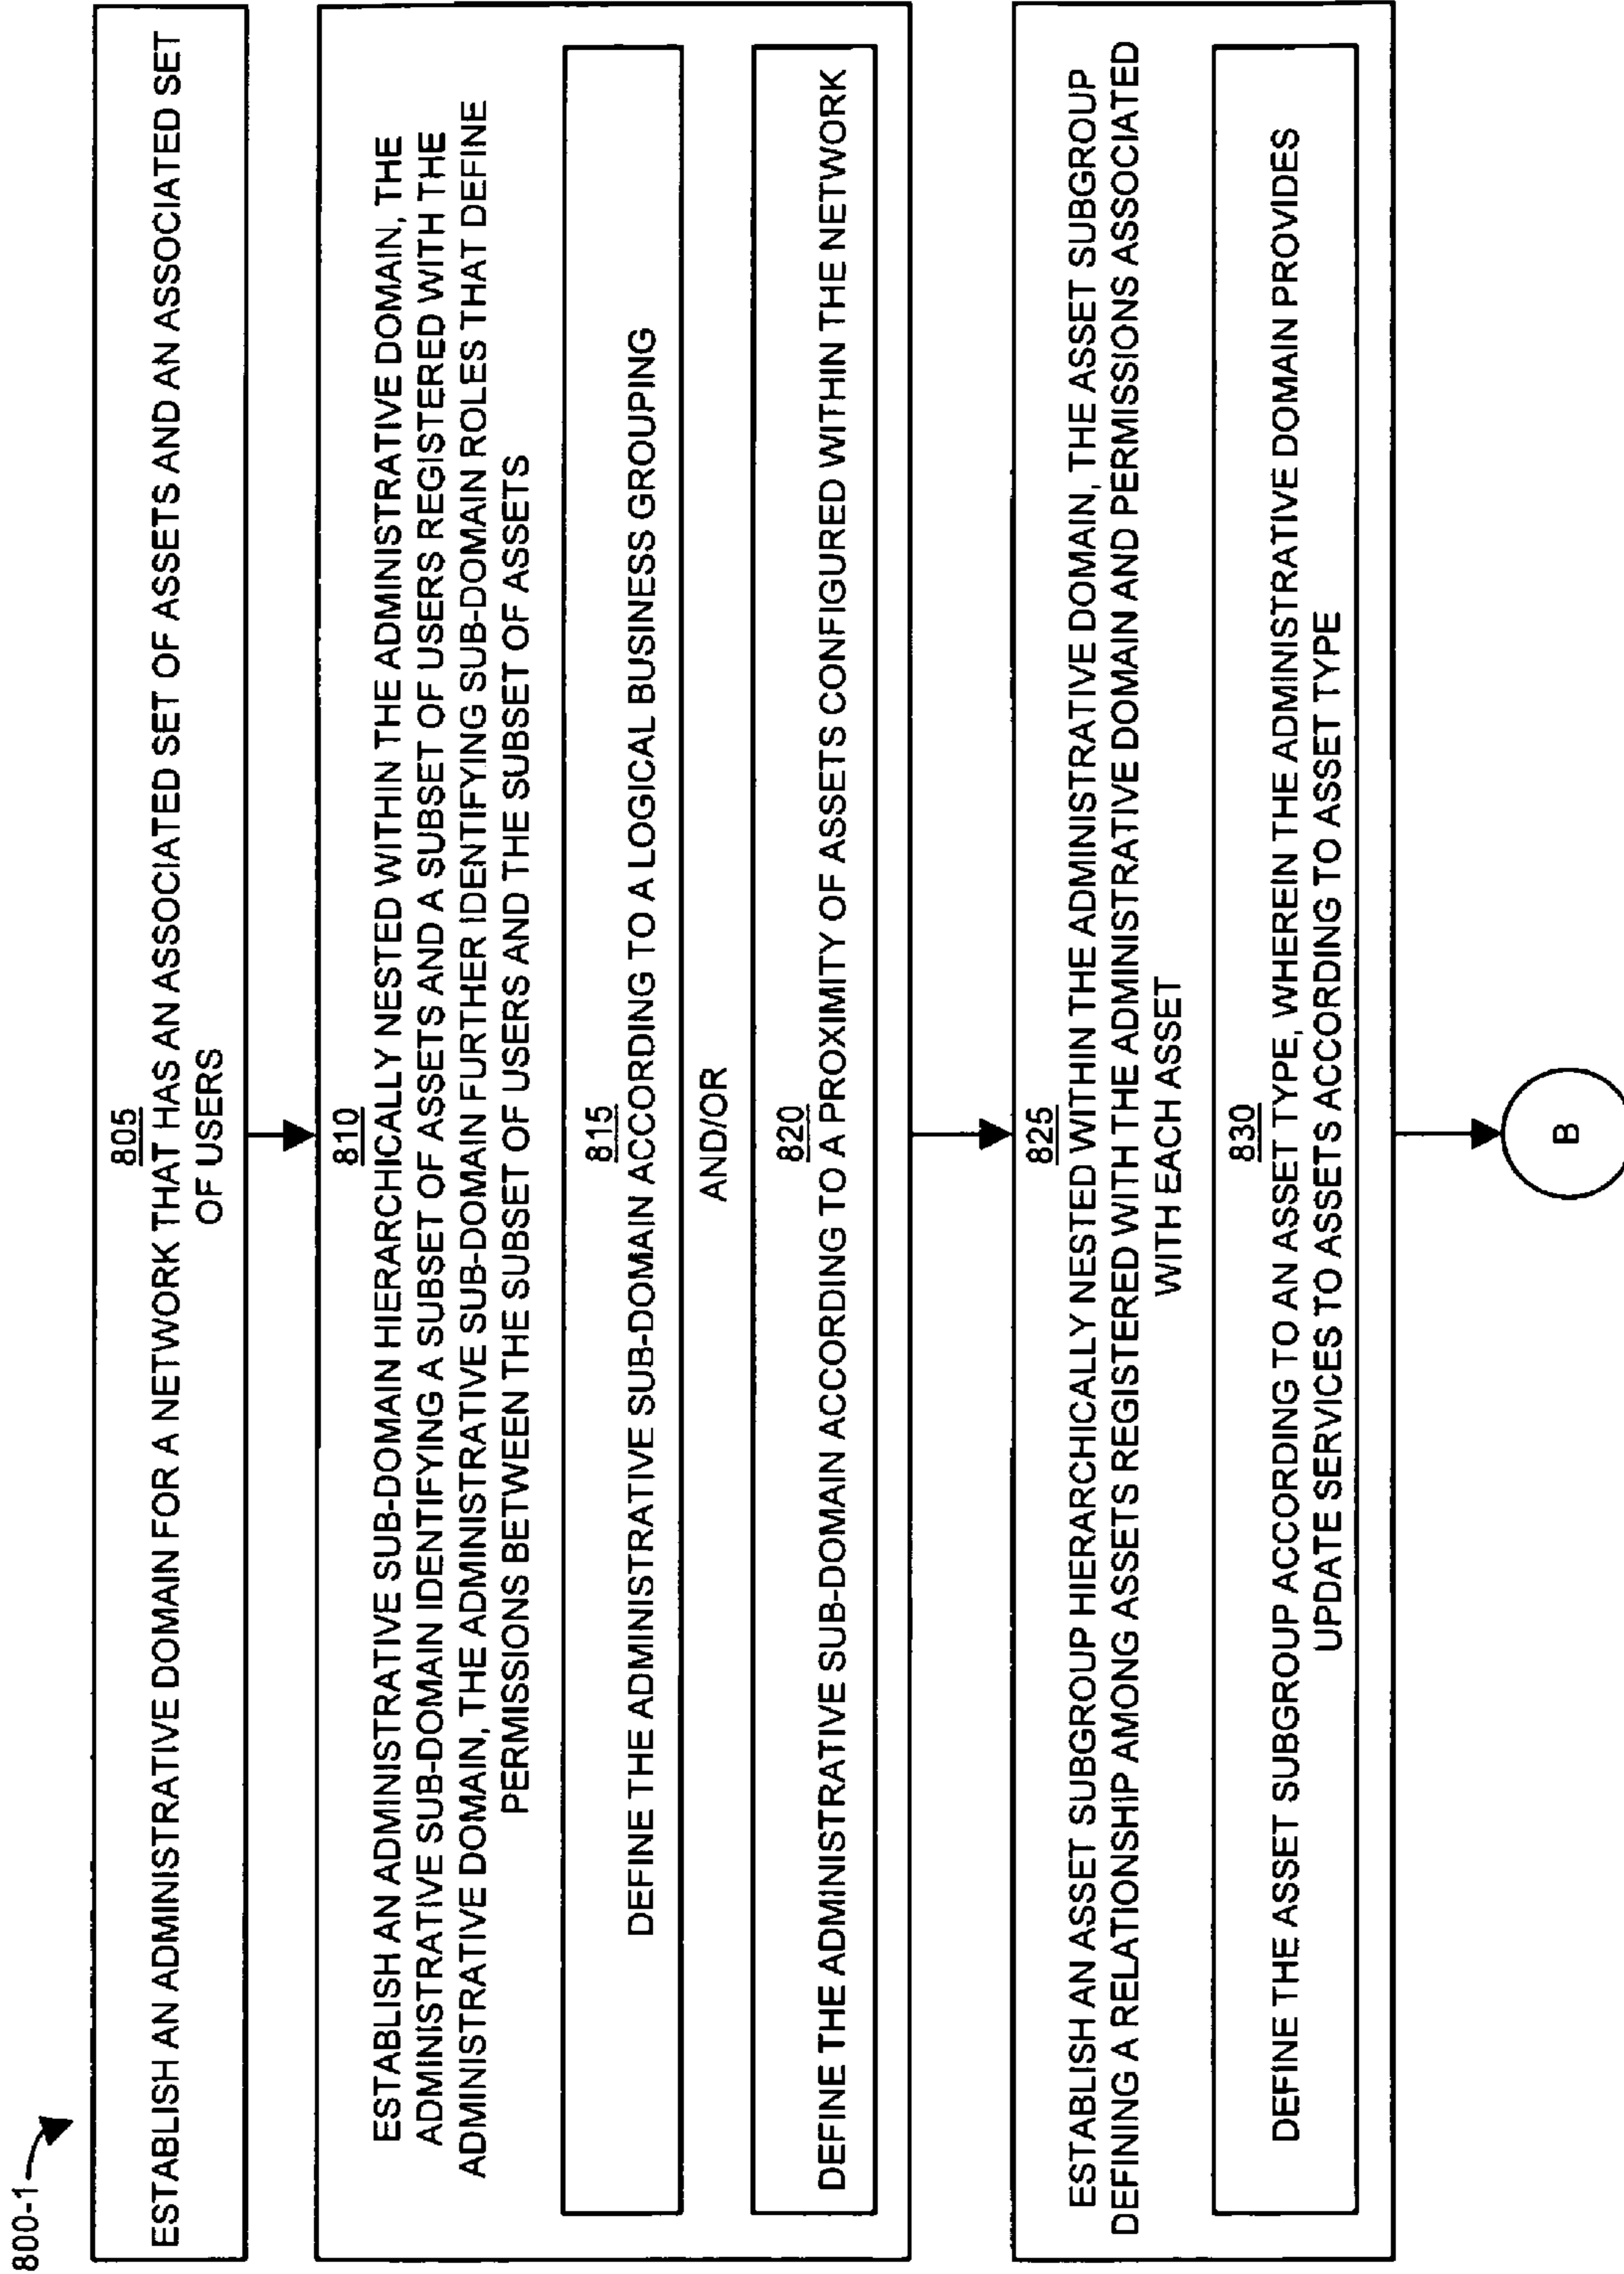 800-1
805
ESTABLISH AN ADMINISTRATIVE DOMAIN FOR A NETWORK THAT HAS AN ASSOCIATED SET OF ASSETS AND AN ASSOCIATED SET
OF USERS
810
ESTABLISH AN ADMINISTRATIVE SUB-DOMAIN HIERARCHICALLY NESTED WITHIN THE ADMINISTRATIVE DOMAIN, THE
ADMINISTRATIVE SUB-DOMAIN IDENTIFYING A SUBSET OF ASSETS AND A SUBSET OF USERS REGISTERED WITH THE
ADMINISTRATIVE DOMAIN, THE ADMINISTRATIVE SUB-DOMAIN FURTHER IDENTIFYING SUB-DOMAIN ROLES THAT DEFINE
PERMISSIONS BETWEEN THE SUBSET OF USERS AND THE SUBSET OF ASSETS
815
DEFINE THE ADMINISTRATIVE SUB-DOMAIN ACCORDING TO A LOGICAL BUSINESS GROUPING
AND/OR
820
DEFINE THE ADMINISTRATIVE SUB-DOMAIN ACCORDING TO A PROXIMITY OF ASSETS CONFIGURED WITHIN THE NETWORK
825
ESTABLISH AN ASSET SUBGROUP HIERARCHICALLY NESTED WITHIN THE ADMINISTRATIVE DOMAIN, THE ASSET SUBGROUP
DEFINING A RELATIONSHIP AMONG ASSETS REGISTERED WITH THE ADMINISTRATIVE DOMAIN AND PERMISSIONS ASSOCIATED
WITH EACH ASSET
830
DEFINE THE ASSET SUBGROUP ACCORDING TO AN ASSET TYPE, WHEREIN THE ADMINISTRATIVE DOMAIN PROVIDES
UPDATE SERVICES TO ASSETS ACCORDING TO ASSET TYPE
B